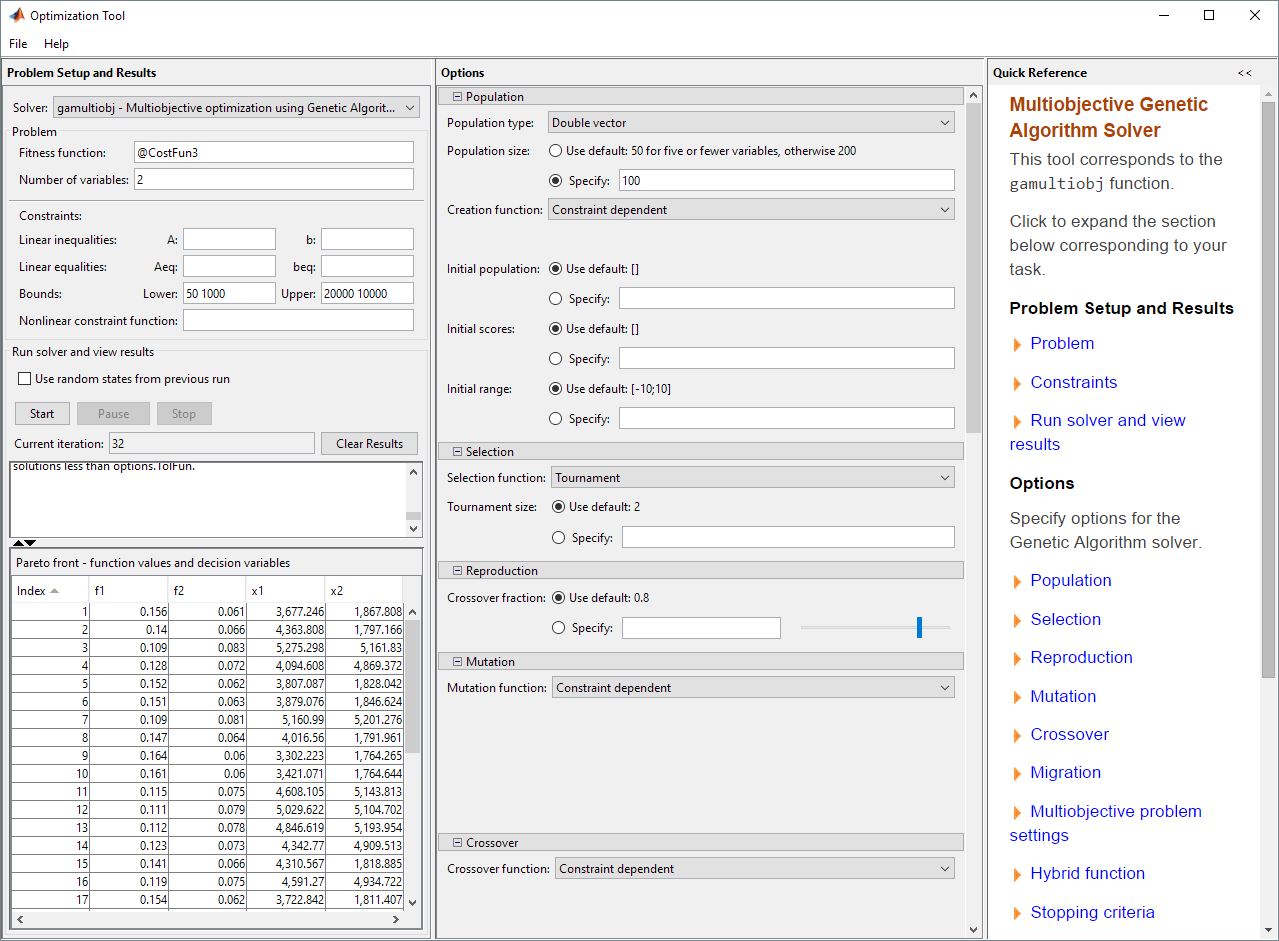 Optimization Tool
File Help
Problem Setup and Results
Solver: gamultiobj - Multiobjective optimization using Genetic Algorit...
Problem
Fitness function: @CostFun3
Number of variables: 2
Constraints:
Linear inequalities: A: b:
Linear equalities: Aeq: beq:
Bounds: Lower: 50 1000 Upper: 20000 10000
Nonlinear constraint function:
Run solver and view results
Use random states from previous run
Start Pause Stop
Current iteration: 32 Clear Results
solutions less than options.TolFun.
Pareto front - function values and decision variables
Index f1 f2 x1 x2
1 0.156 0.061 3,677.246 1,867.808
2 0.14 0.066 4,363.808 1,797.166
3 0.109 0.083 5,275.298 5,161.83
4 0.128 0.072 4,094.608 4,869.372
5 0.152 0.062 3,807.087 1,828.042
6 0.151 0.063 3,879.076 1,846.624
7 0.109 0.081 5,160.99 5,201.276
8 0.147 0.064 4,016.56 1,791.961
9 0.164 0.06 3,302.223 1,764.265
10 0.161 0.06 3,421.071 1,764.644
11 0.115 0.075 4,608.105 5,143.813
12 0.111 0.079 5,029.622 5,104.702
13 0.112 0.078 4,846.619 5,193.954
14 0.123 0.073 4,342.77 4,909.513
15 0.141 0.066 4,310.567 1,818.885
16 0.119 0.075 4,591.27 4,934.722
17 0.154 0.062 3,722.842 1,811.407
Options
Population
Population type: Double vector
Population size: Use default: 50 for five or fewer variables, otherwise 200
Specify: 100
Creation function: Constraint dependent
Initial population: Use default: []
Specify:
Initial scores: Use default: []
Specify:
Initial range: Use default: [-10;10]
Specify:
Selection
Selection function: Tournament
Tournament size: Use default: 2
Specify:
Reproduction
Crossover fraction: Use default: 0.8
Specify:
Mutation
Mutation function: Constraint dependent
Crossover
Crossover function: Constraint dependent
Quick Reference <<
Multiobjective Genetic
Algorithm Solver
This tool corresponds to the
gamultiobj function.
Click to expand the section
below corresponding to your
task.
Problem Setup and Results
Problem
Constraints
Run solver and view
results
Options
Specify options for the
Genetic Algorithm solver.
Population
Selection
Reproduction
Mutation
Crossover
Migration
Multiobjective problem
settings
Hybrid function
Stopping criteria